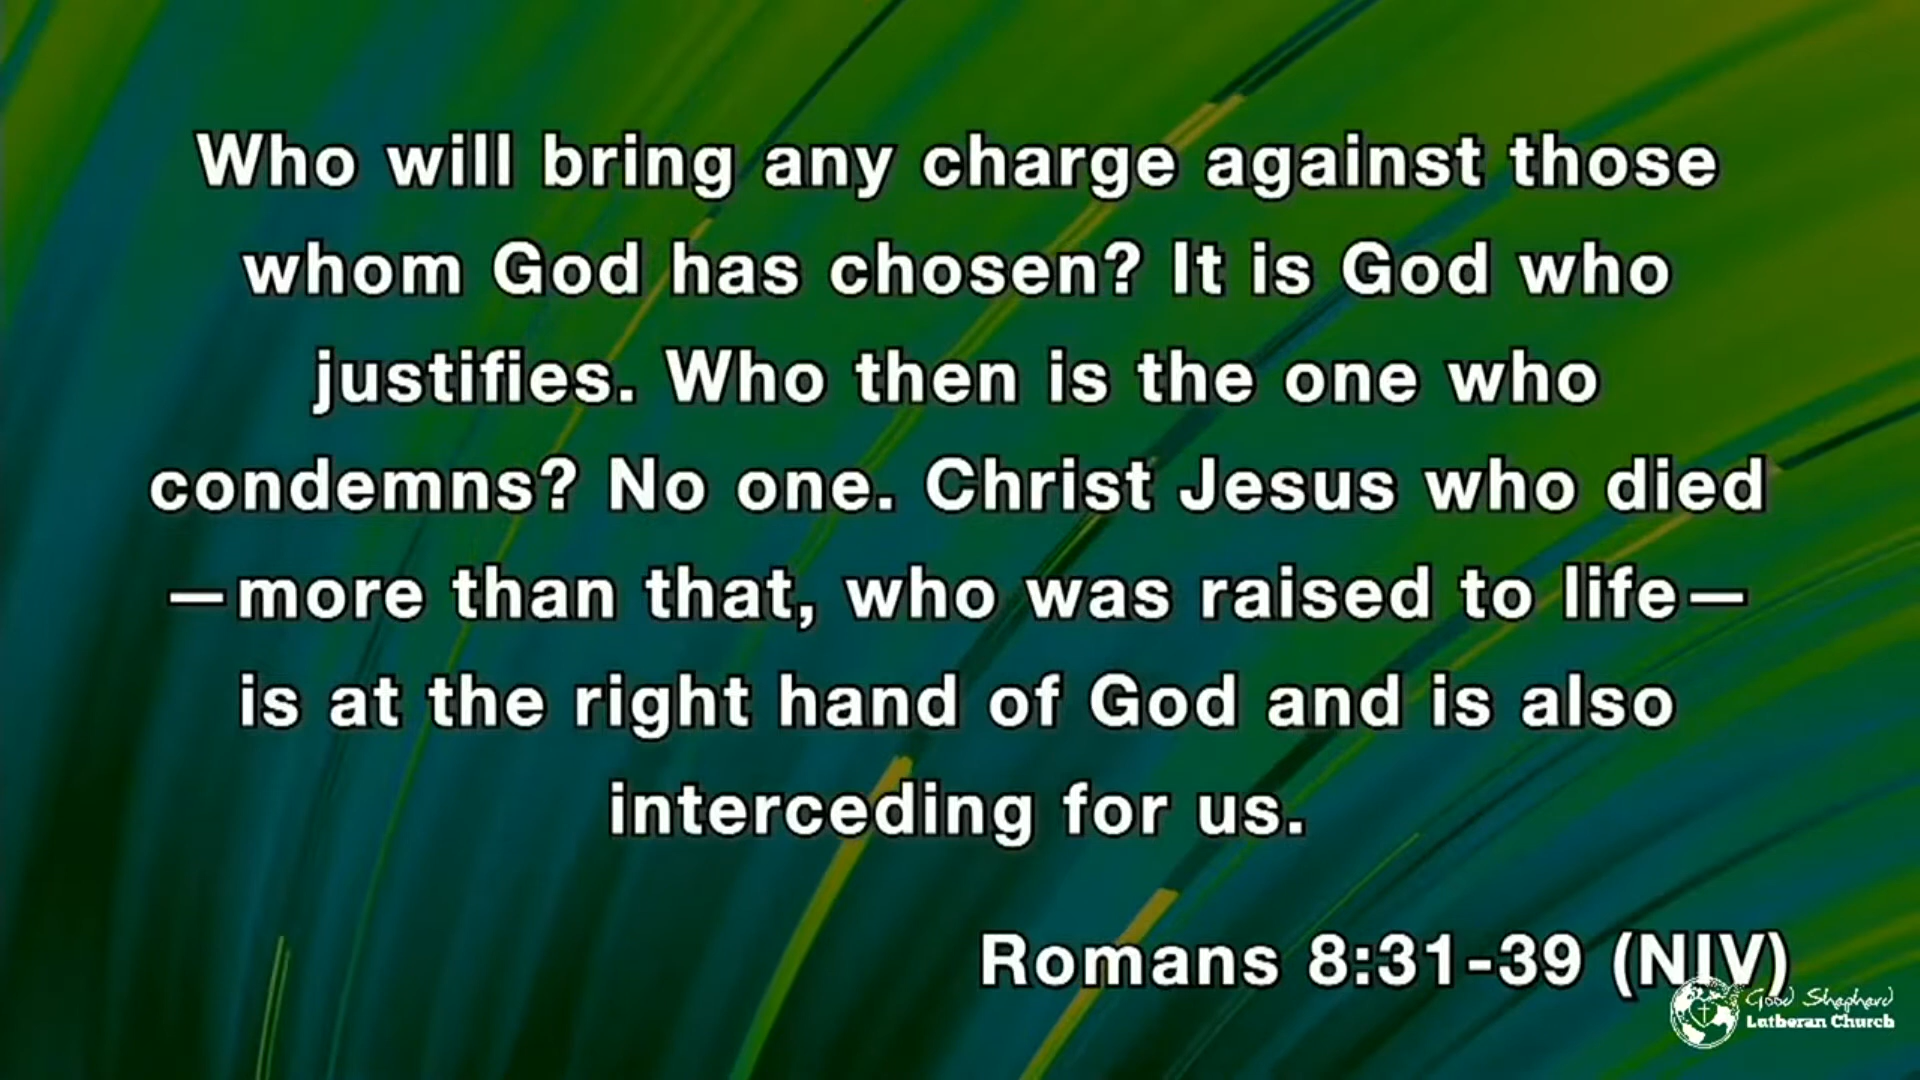 Who will bring any charge against those
whom God has chosen? It is God who
justifies. Who then is the one who
condemns? No one. Christ Jesus who died
—more than that, who was raised to life—
is at the right hand of God and is also
interceding for us.
Romans 8:31-39 (NIV)
Good Shepherd
Lutheran Church